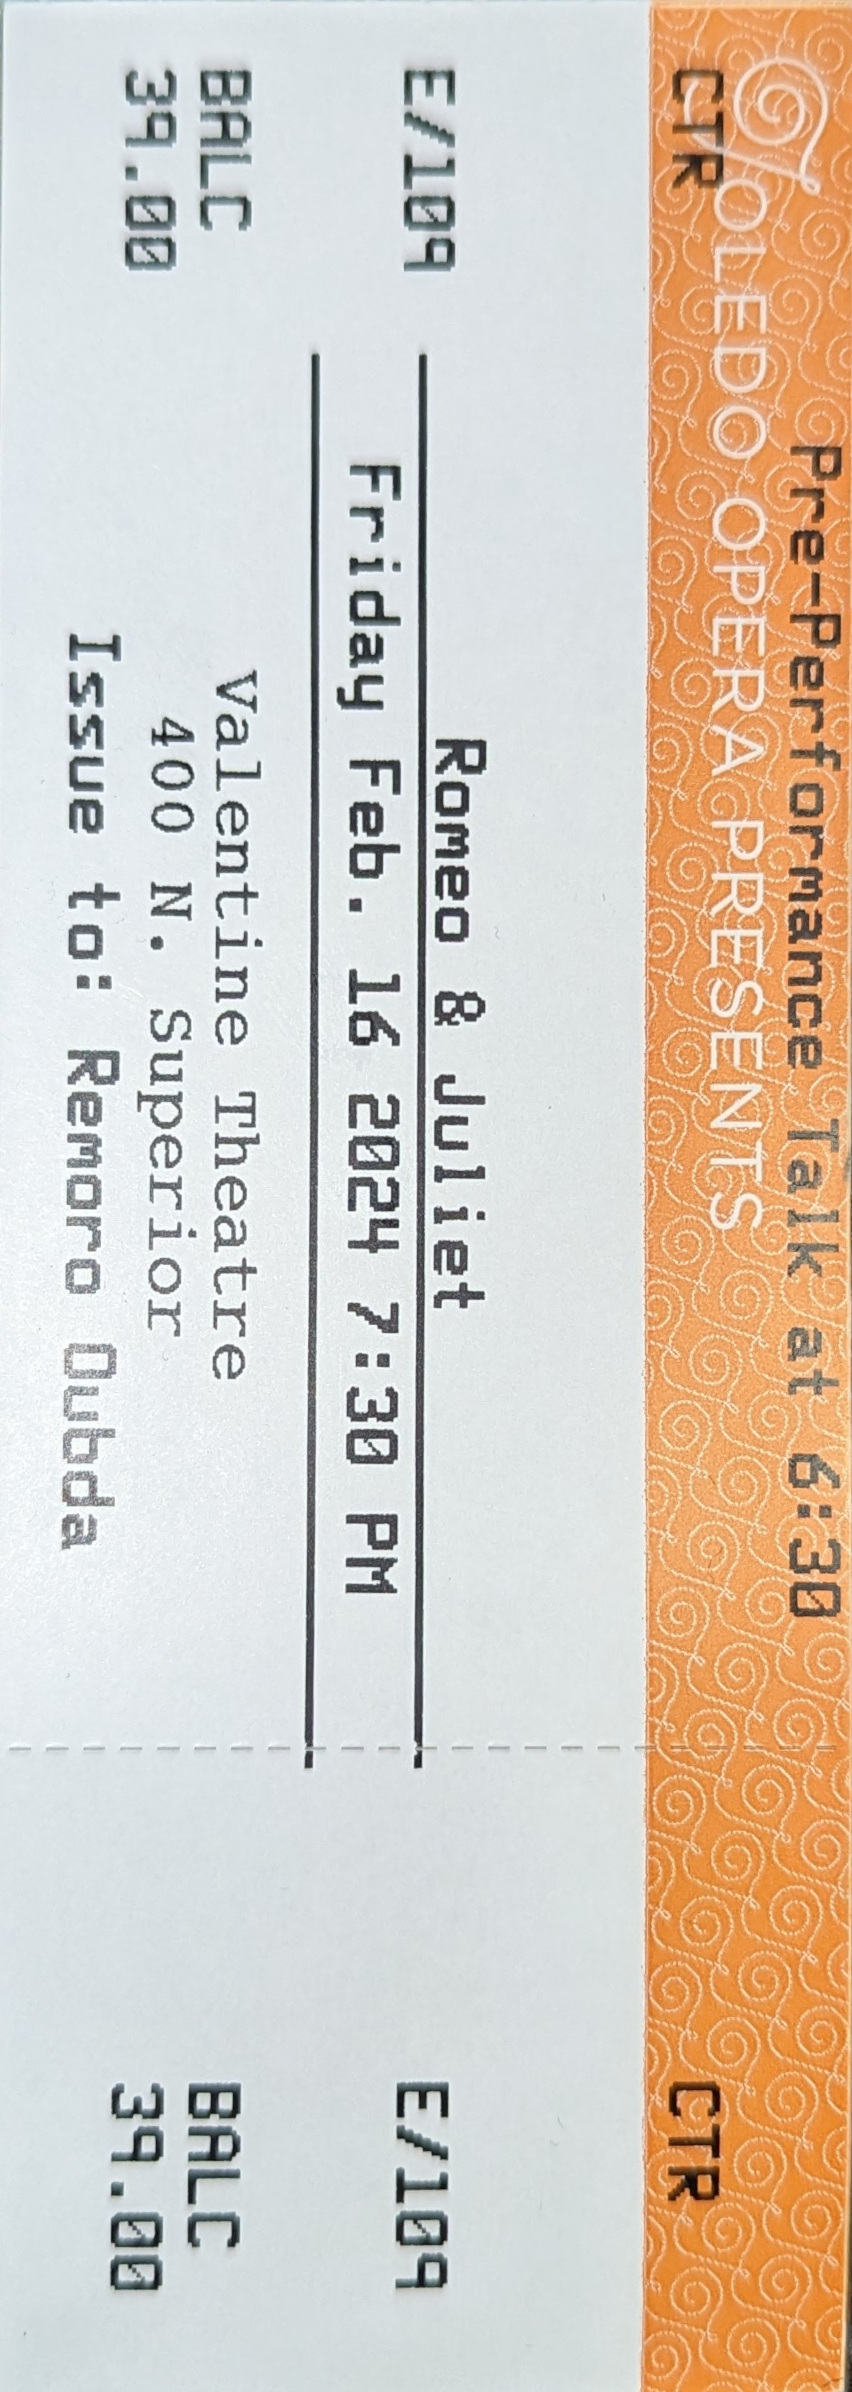 Pre-Performance Talk at 6:30
TOLEDO OPERA PRESENTS
CTR
CTR
Romeo & Juliet
E/109
E/109
Friday Feb. 16 2024 7:30 PM
Valentine Theatre
BALC
BALC
400 N. Superior
39.00
39.00
Issue to: Remoro Oubda